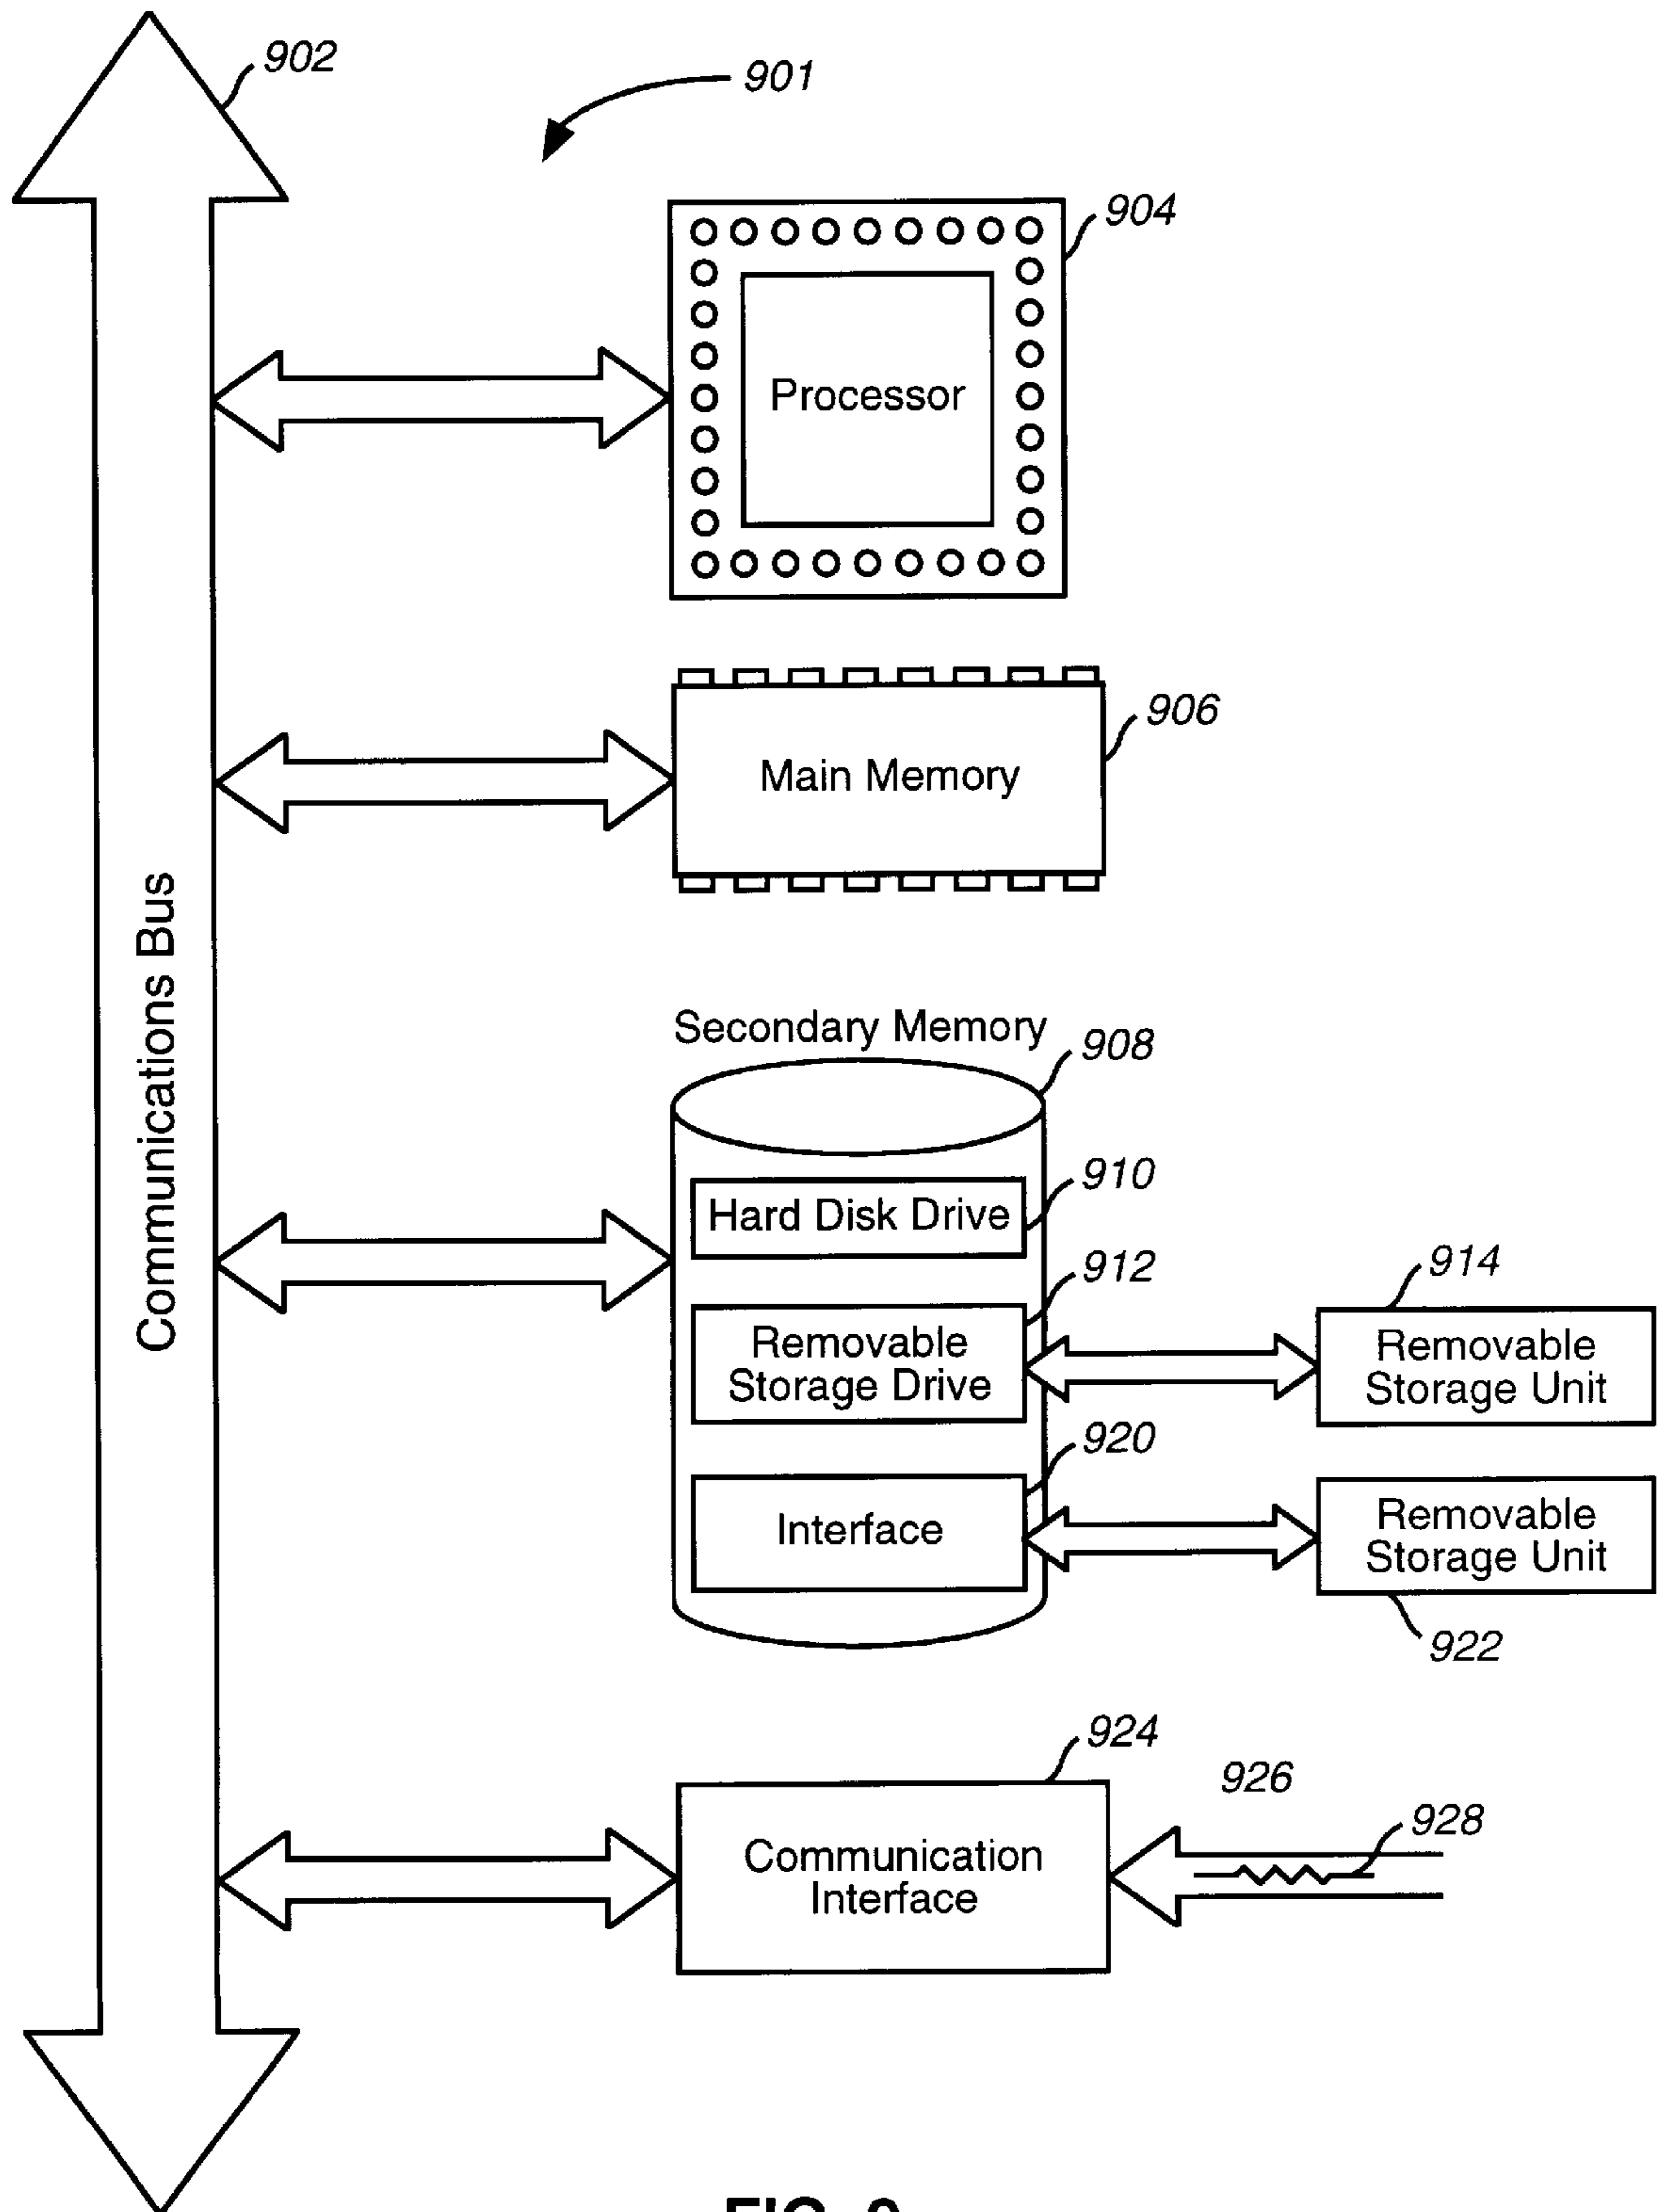 902
901
904
Processor
906
Main Memory
Communications Bus
Secondary Memory
908
910
Hard Disk Drive
912
914
Removable
Storage Drive
Removable
Storage Unit
920
Interface
Removable
Storage Unit
922
924
926
928
Communication
Interface